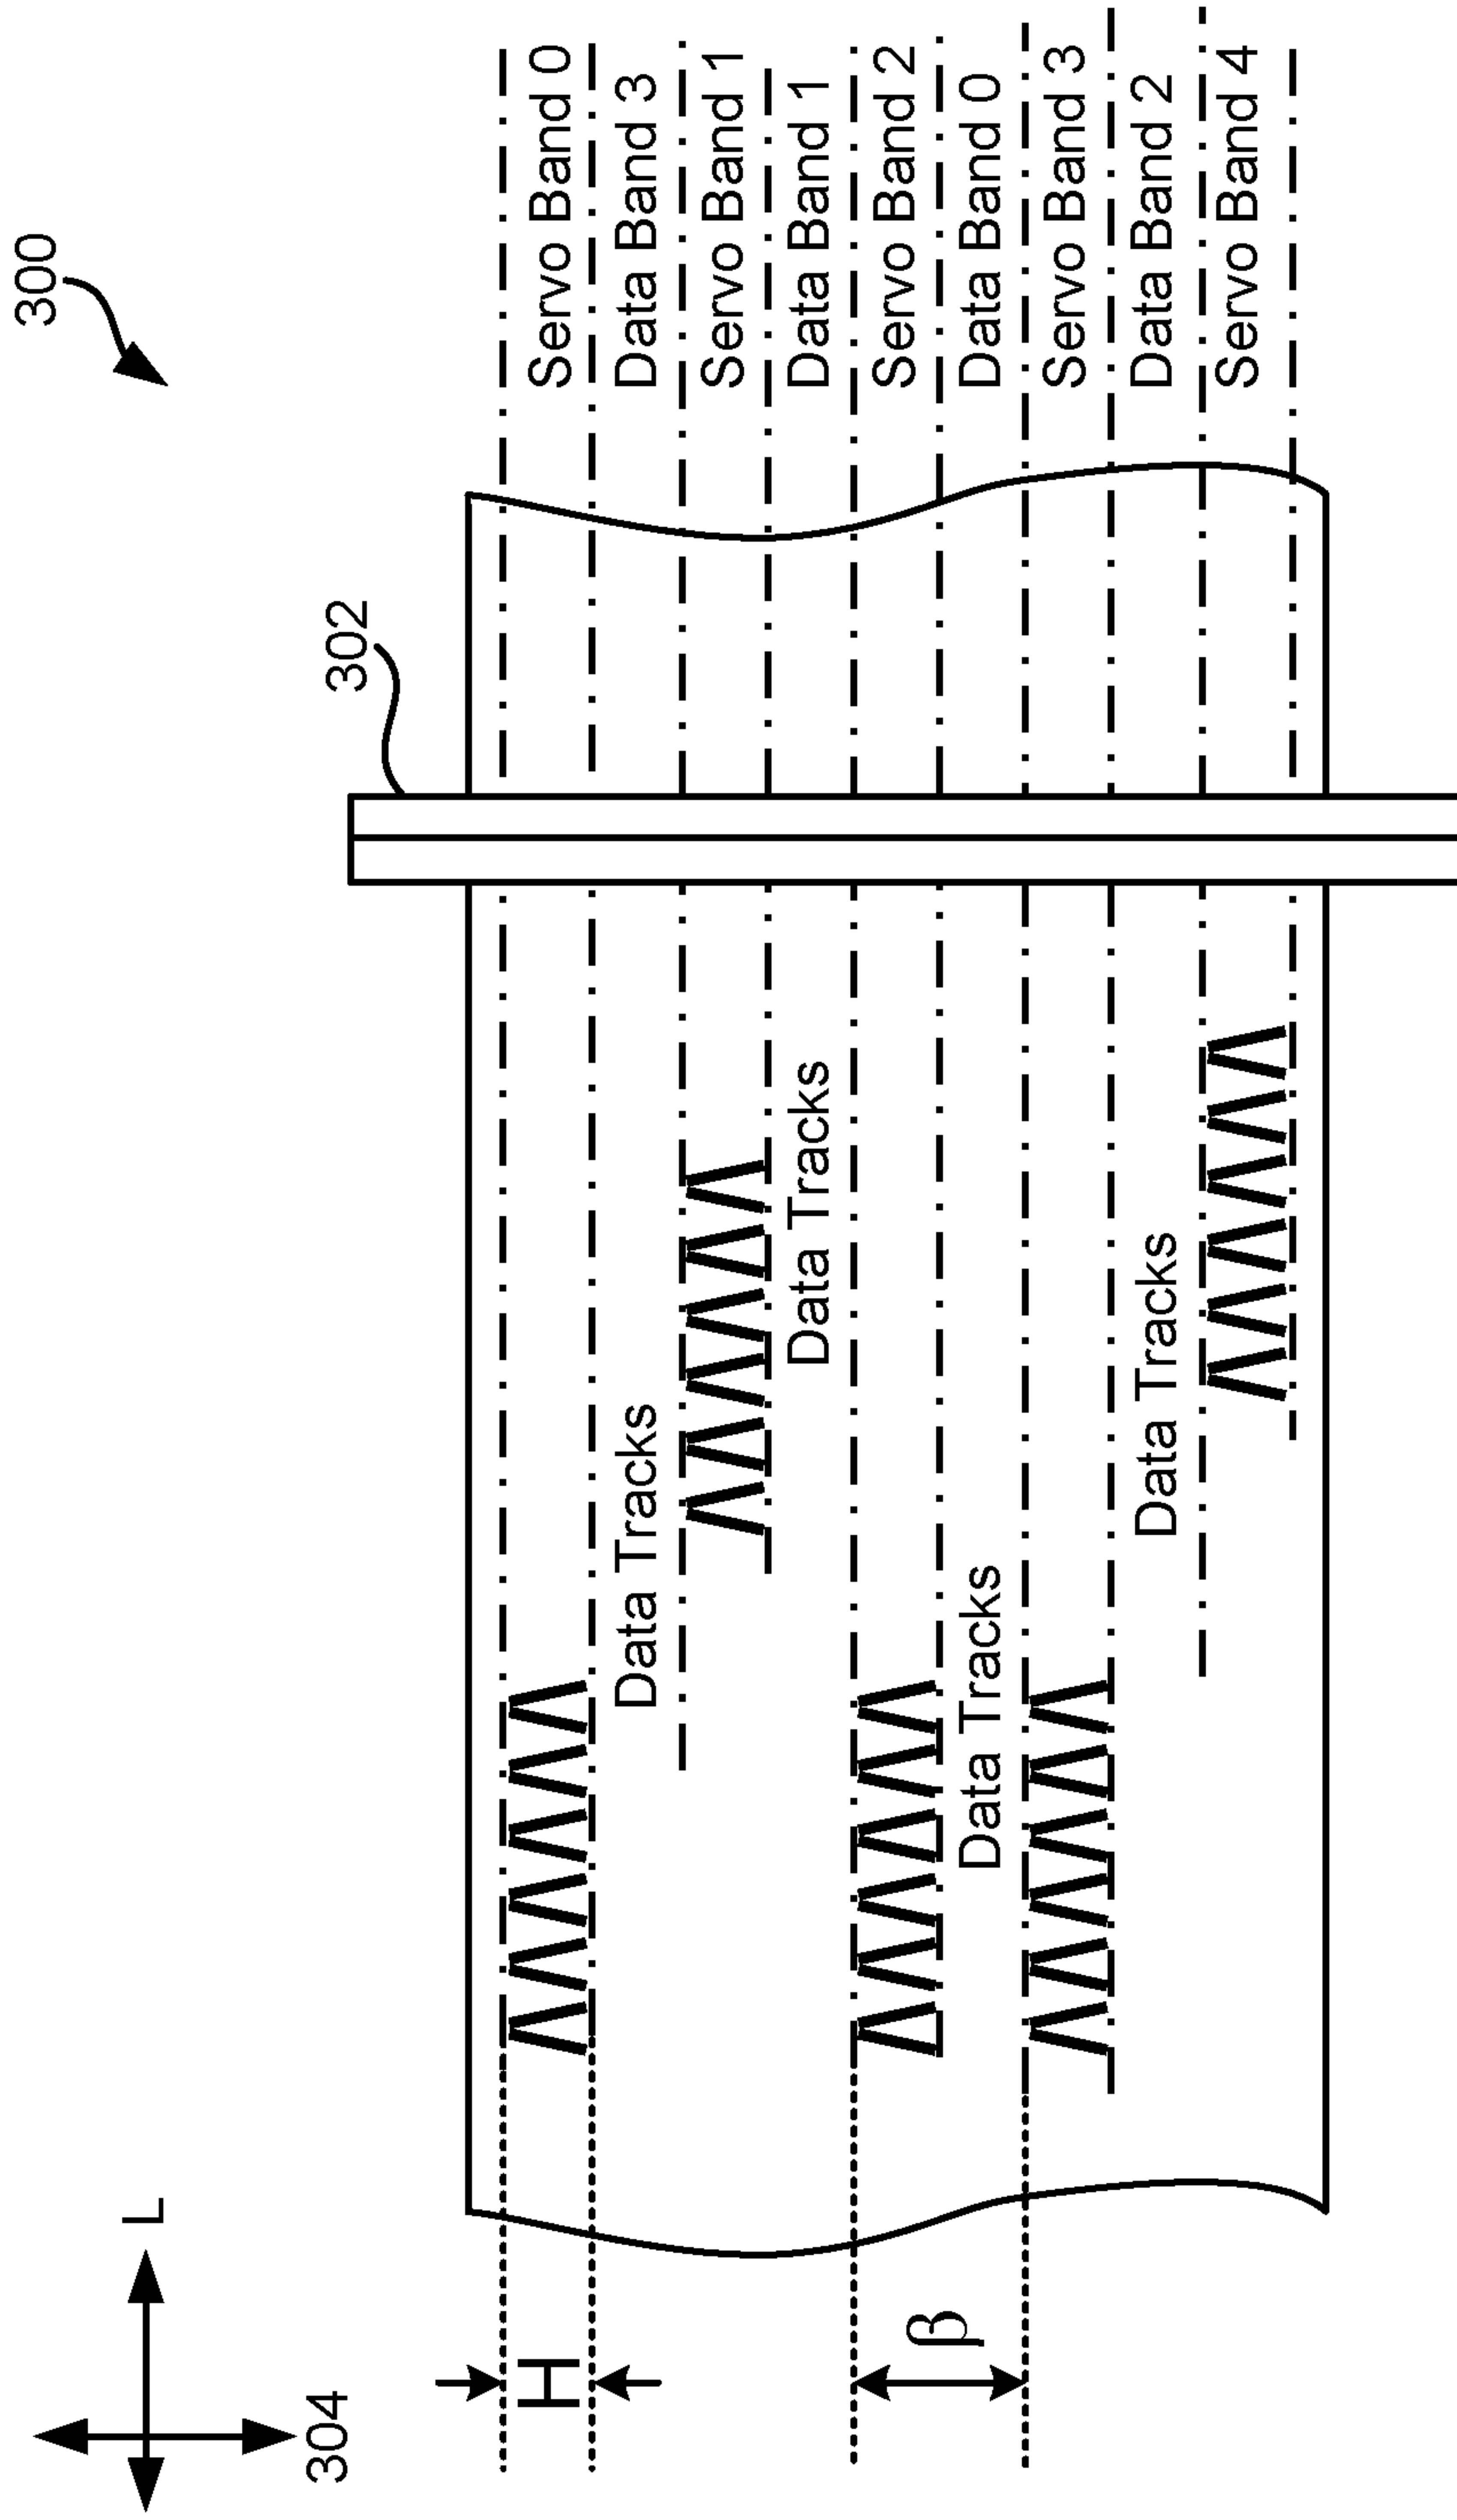 300
302
Servo Band 0
Data Band 3
Servo Band 1
Data Band 1
Servo Band 2
Data Band 0
Servo Band 3
Data Band 2
Servo Band 4
Data Tracks
Data Tracks
Data Tracks
Data Tracks
L
304
H
β